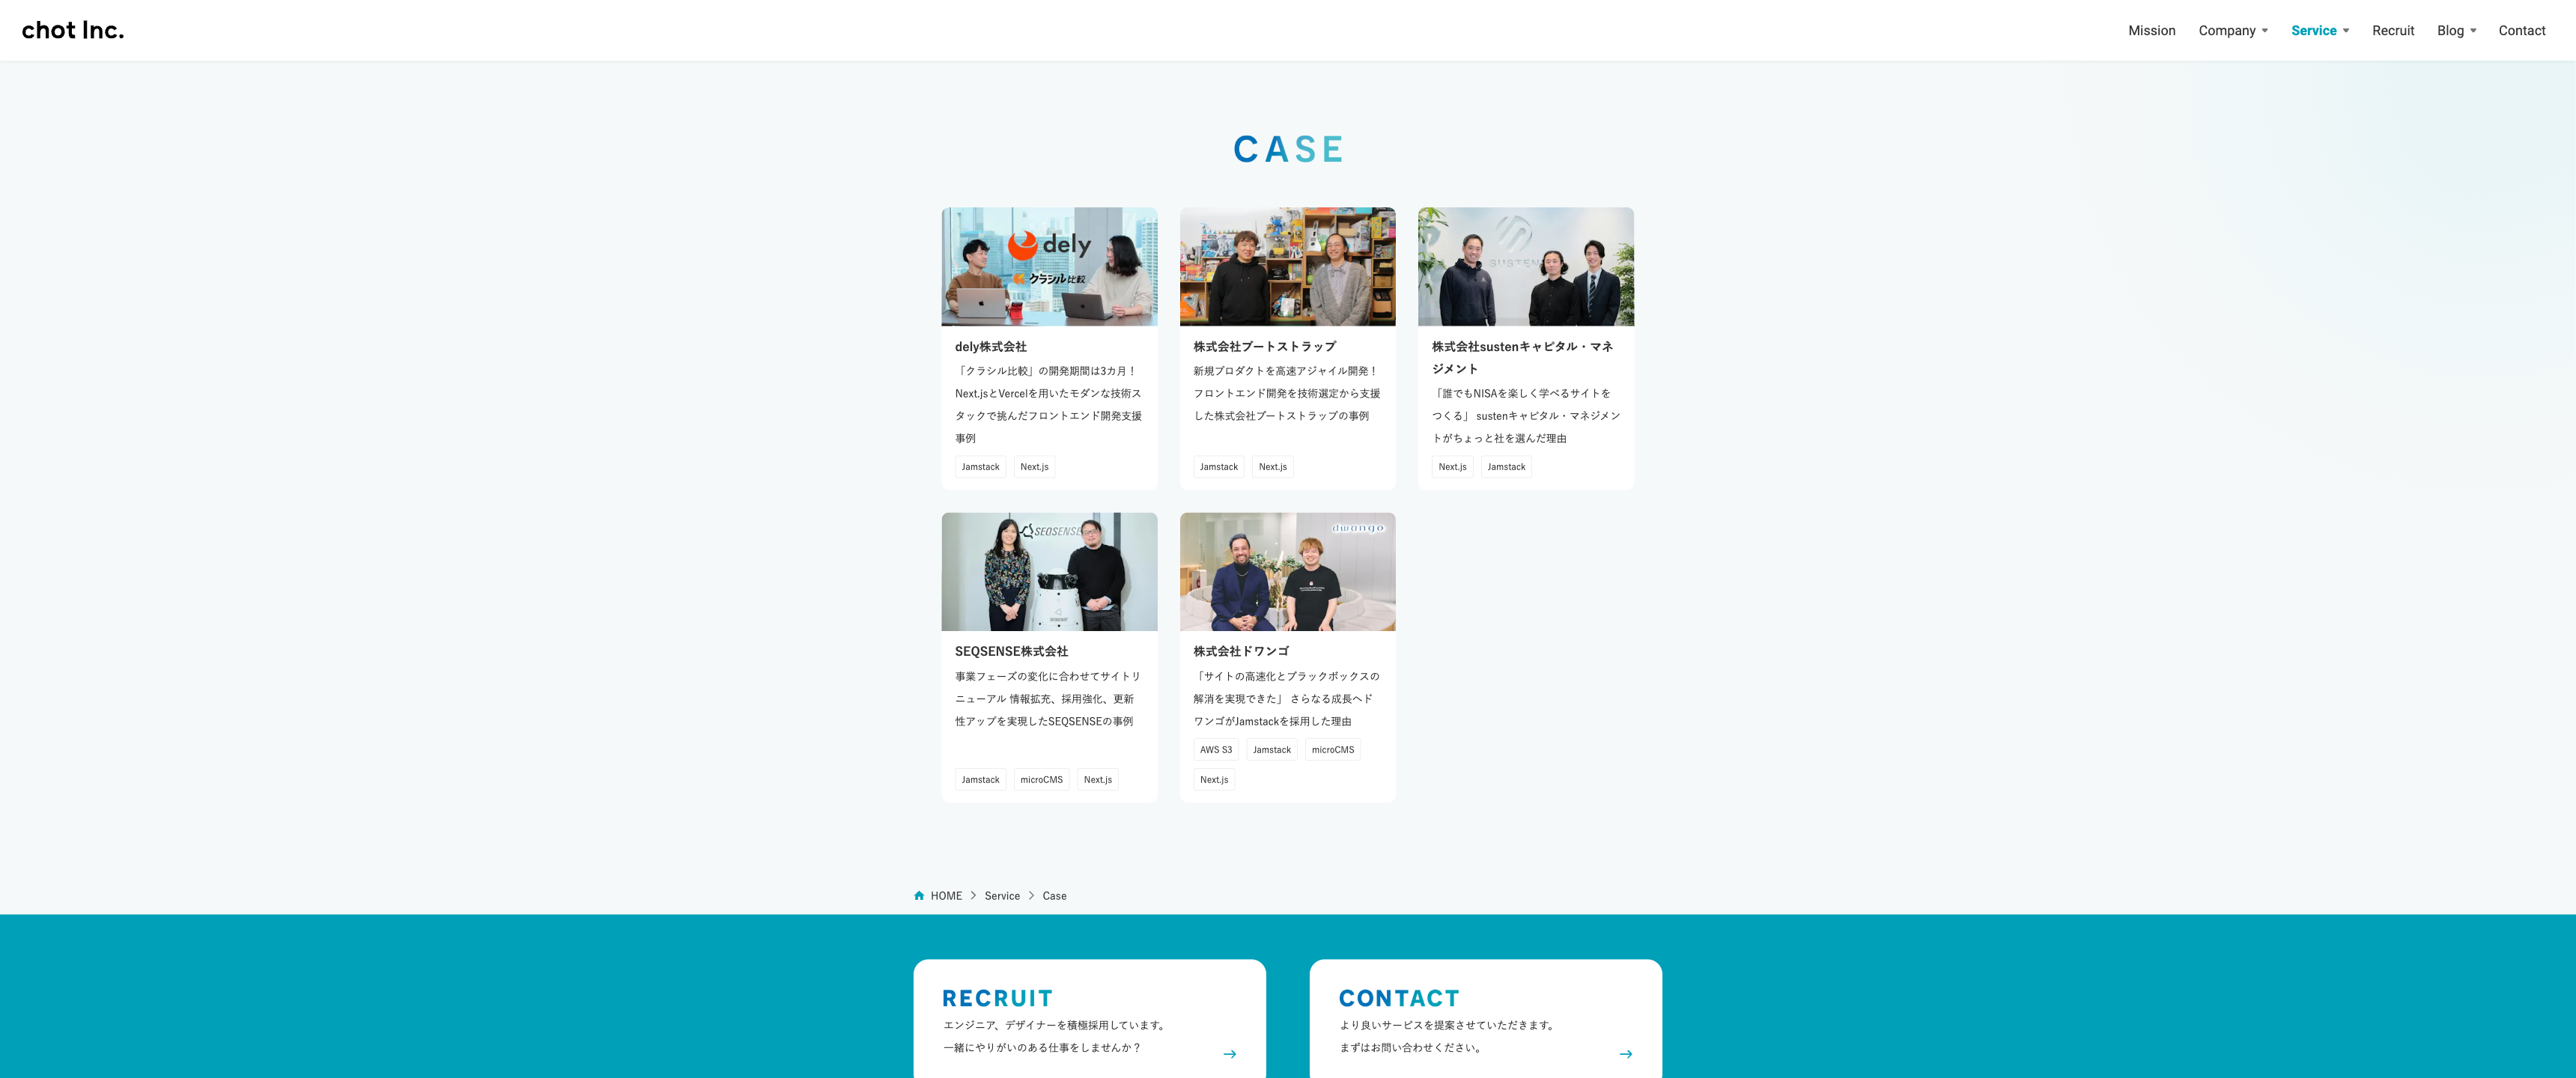 chot Inc.
Mission
Company
Service
Recruit
Blog
Contact
CASE
dely
クラシル比較
SUSTEN
dely株式会社
「クラシル比較」の開発期間は3カ月！
Next.jsとVercelを用いたモダンな技術ス
タックで挑んだフロントエンド開発支援
事例
Jamstack
Next.js
株式会社ブートストラップ
新規プロダクトを高速アジャイル開発！
フロントエンド開発を技術選定から支援
した株式会社ブートストラップの事例
Jamstack
Next.js
株式会社sustenキャピタル・マネ
ジメント
「誰でもNISAを楽しく学べるサイトを
つくる」 sustenキャピタル・マネジメン
トがちょっと社を選んだ理由
Next.js
Jamstack
SEQSENSE
dwango
SEQSENSE株式会社
事業フェーズの変化に合わせてサイトリ
ニューアル 情報拡充、採用強化、更新
性アップを実現したSEQSENSEの事例
Jamstack
microCMS
Next.js
株式会社ドワンゴ
「サイトの高速化とブラックボックスの
解消を実現できた」 さらなる成長へド
ワンゴがJamstackを採用した理由
AWS S3
Jamstack
microCMS
Next.js
HOME
Service
Case
RECRUIT
エンジニア、デザイナーを積極採用しています。
一緒にやりがいのある仕事をしませんか？
CONTACT
より良いサービスを提案させていただきます。
まずはお問い合わせください。